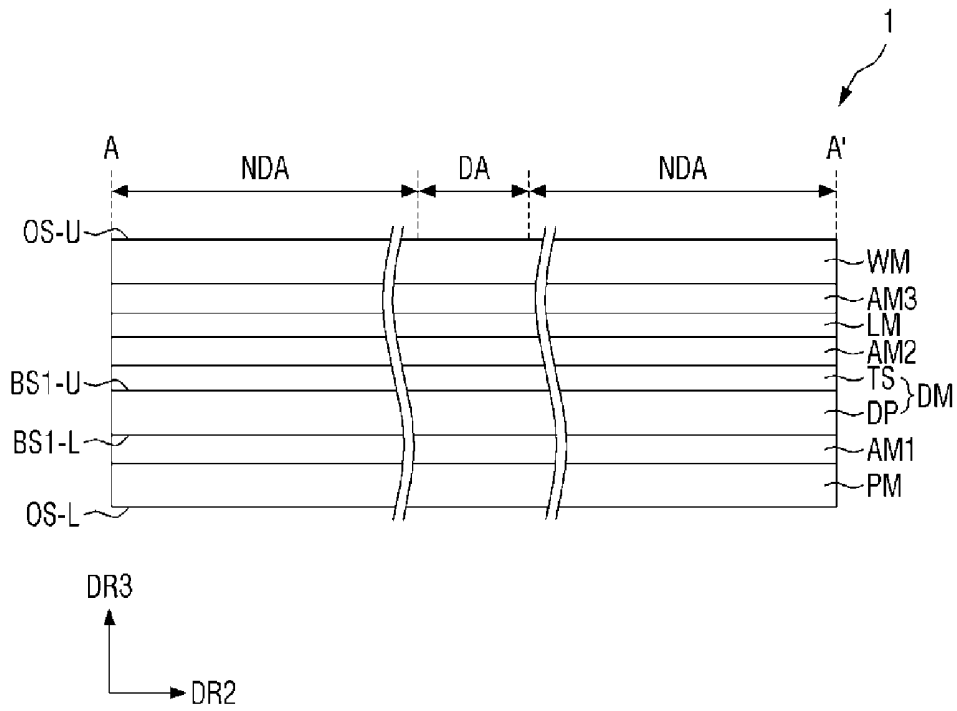 1
A
A'
NDA
DA
NDA
OS-U
WM
AM3
LM
AM2
BS1-U
TS
DM
DP
BS1-L
AM1
PM
OS-L
DR3
DR2